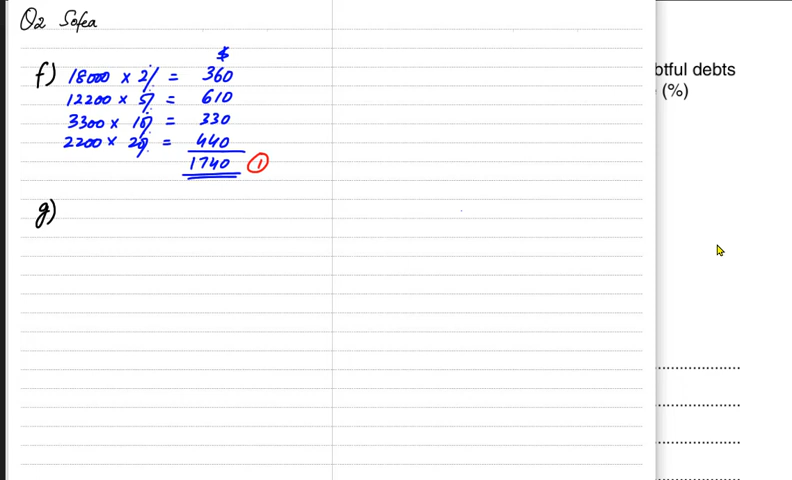 Q2 Sofea
$
f) 18000 × 2% = 360
12200 × 5% = 610
3300 × 10% = 330
2200 × 20% = 440
1740 ①
g)
btful debts
(%)